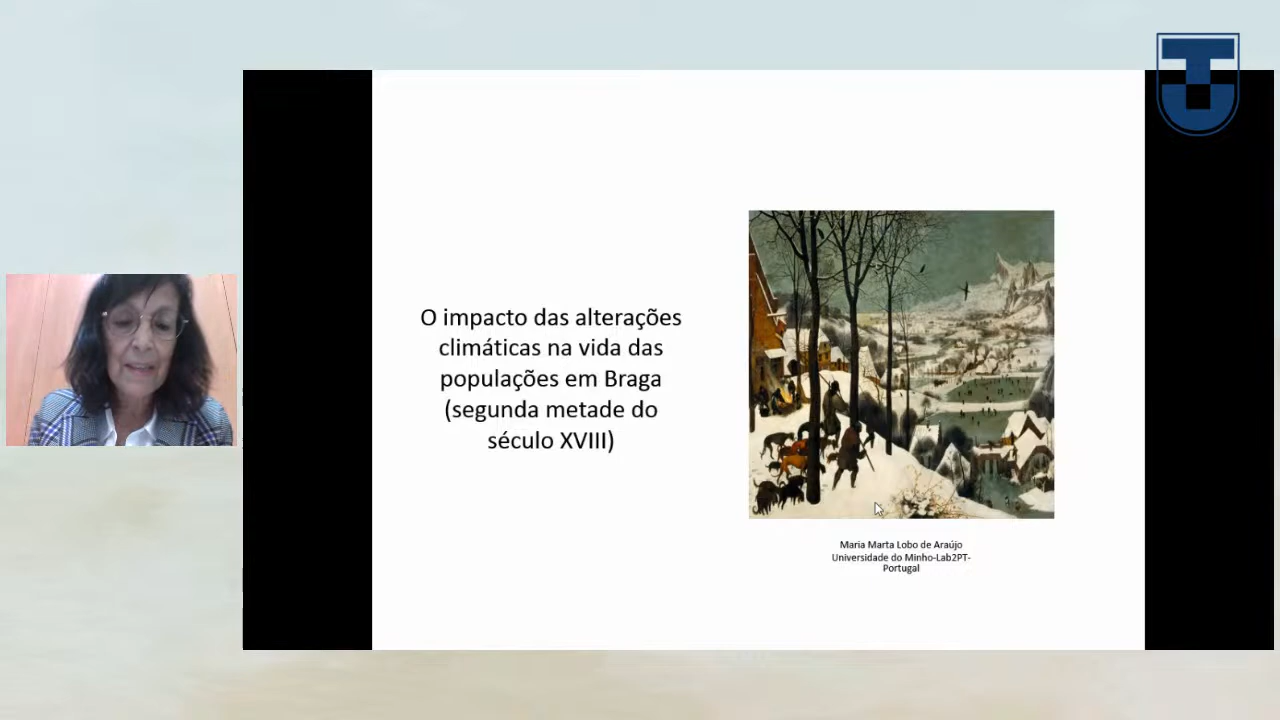 O impacto das alterações
climáticas na vida das
populações em Braga
(segunda metade do
século XVIII)
Maria Marta Lobo de Araújo
Universidade do Minho-Lab2PT-
Portugal